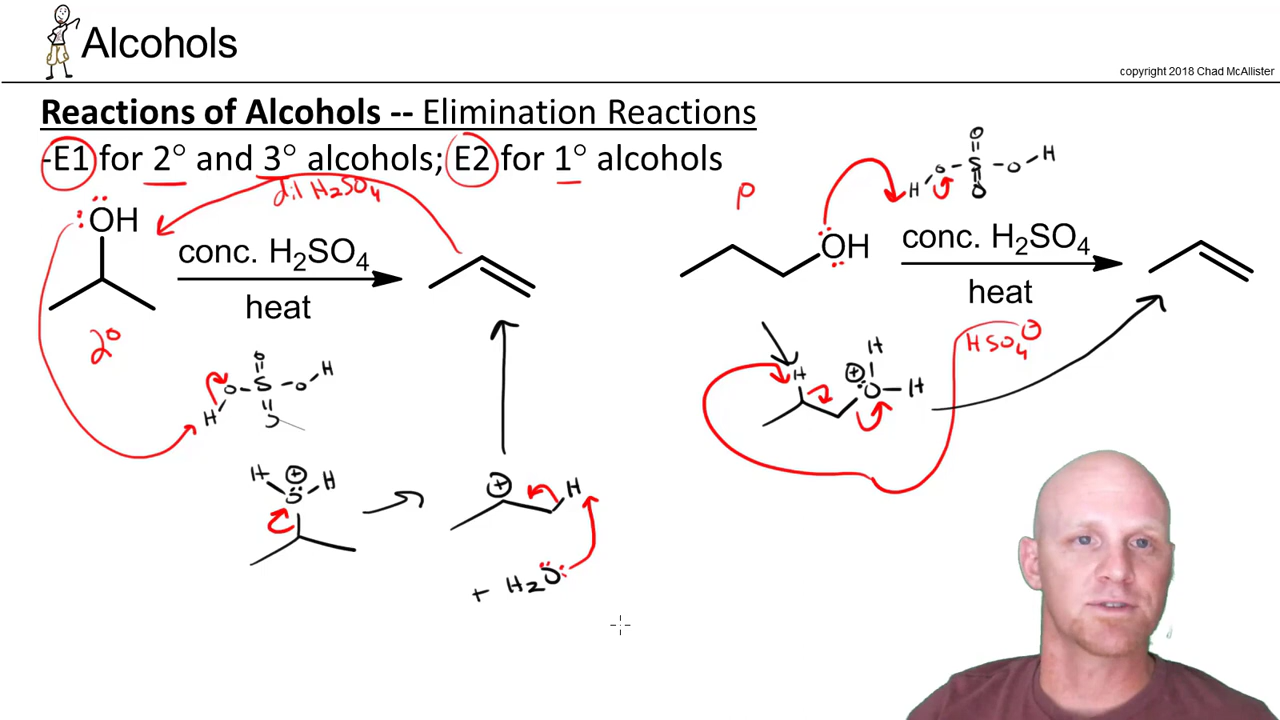 Alcohols
copyright 2018 Chad McAllister
Reactions of Alcohols -- Elimination Reactions
-E1 for 2° and 3° alcohols; E2 for 1° alcohols
dil H₂SO₄
OH
conc. H₂SO₄
heat
2°
O
H O S O H
O
H ⊕ H
O
⊕ H
+ H₂O
P
O
H O S O H
O
OH
conc. H₂SO₄
heat
HSO₄⊖
H
H ⊕ O H